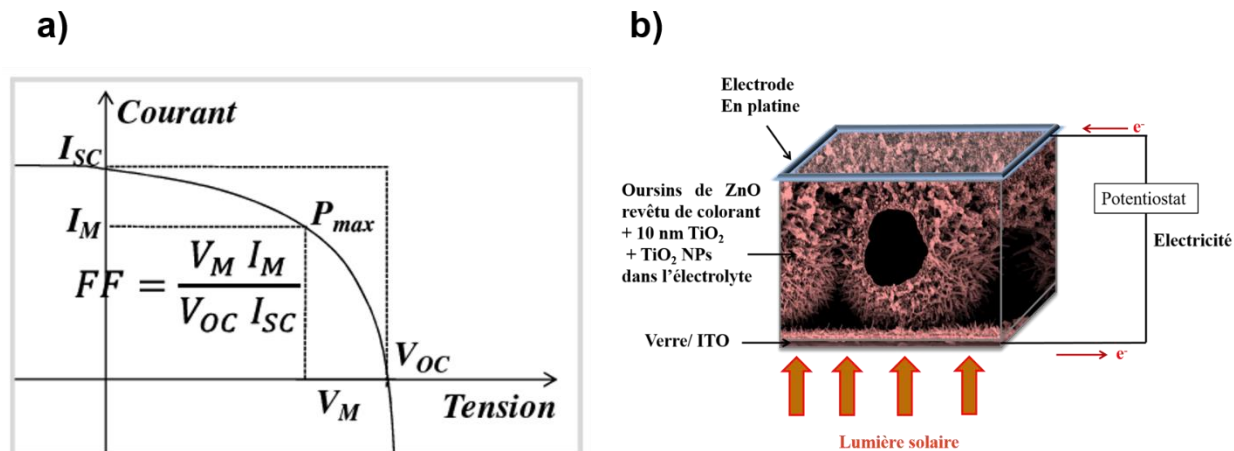 a)
Courant
I_SC
I_M
P_max
FF = V_M I_M / V_OC I_SC
V_OC
V_M
Tension
b)
Electrode
En platine
e-
Oursins de ZnO
revêtu de colorant
+ 10 nm TiO₂
+ TiO₂ NPs
dans l’électrolyte
Potentiostat
Electricité
Verre/ ITO
e-
Lumière solaire